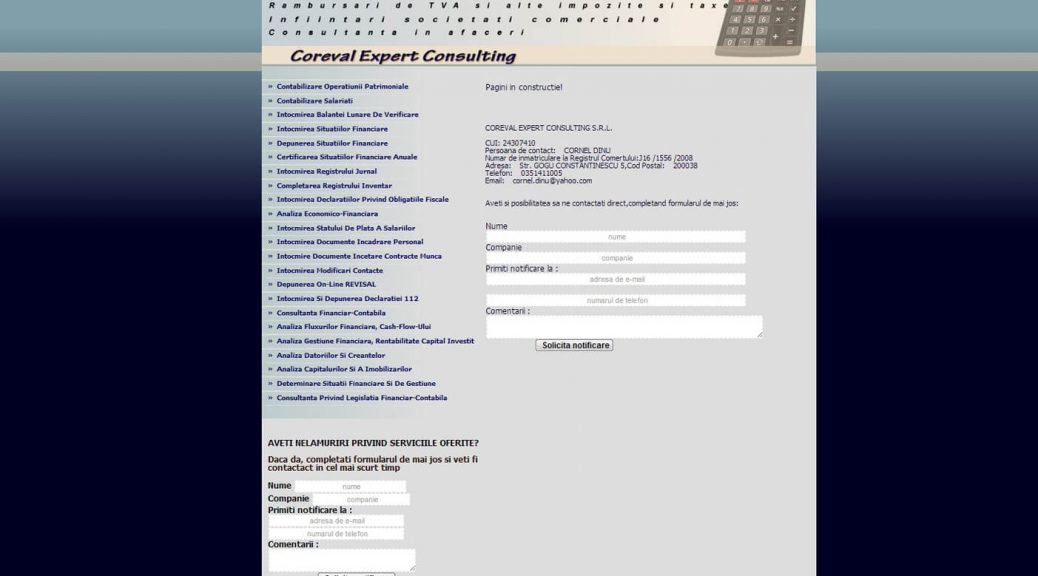 Rambursari de TVA si alte impozite si taxe
Infiintari societati comerciale
Consultanta in afaceri
Coreval Expert Consulting
» Contabilizare Operatiunii Patrimoniale
» Contabilizare Salariati
» Intocmirea Balantei Lunare De Verificare
» Intocmirea Situatiilor Financiare
» Depunerea Situatiilor Financiare
» Certificarea Situatiilor Financiare Anuale
» Intocmirea Registrului Jurnal
» Completarea Registrului Inventar
» Intocmirea Declaratiilor Privind Obligatiile Fiscale
» Analiza Economico-Financiara
» Intocmirea Statului De Plata A Salariilor
» Intocmirea Documente Incadrare Personal
» Intocmire Documente Incetare Contracte Munca
» Intocmirea Modificari Contacte
» Depunerea On-Line REVISAL
» Intocmirea Si Depunerea Declaratiei 112
» Consultanta Financiar-Contabila
» Analiza Fluxurilor Financiare, Cash-Flow-Ului
» Analiza Gestiune Financiara, Rentabilitate Capital Investit
» Analiza Datoriilor Si Creantelor
» Analiza Capitalurilor Si A Imobilizarilor
» Determinare Situatii Financiare Si De Gestiune
» Consultanta Privind Legislatia Financiar-Contabila
Pagini in constructie!
COREVAL EXPERT CONSULTING S.R.L.
CUI: 24307410
Persoana de contact: CORNEL DINU
Numar de inmatriculare la Registrul Comertului:J16 /1556 /2008
Adresa: Str. GOGU CONSTANTINESCU 5,Cod Postal: 200038
Telefon: 0351411005
Email: cornel.dinu@yahoo.com
Aveti si posibilitatea sa ne contactati direct,completand formularul de mai jos:
Nume
nume
Companie
companie
Primiti notificare la :
adresa de e-mail
numarul de telefon
Comentarii :
Solicita notificare
AVETI NELAMURIRI PRIVIND SERVICIILE OFERITE?
Daca da, completati formularul de mai jos si veti fi
contactact in cel mai scurt timp
Nume nume
Companie companie
Primiti notificare la :
adresa de e-mail
numarul de telefon
Comentarii :